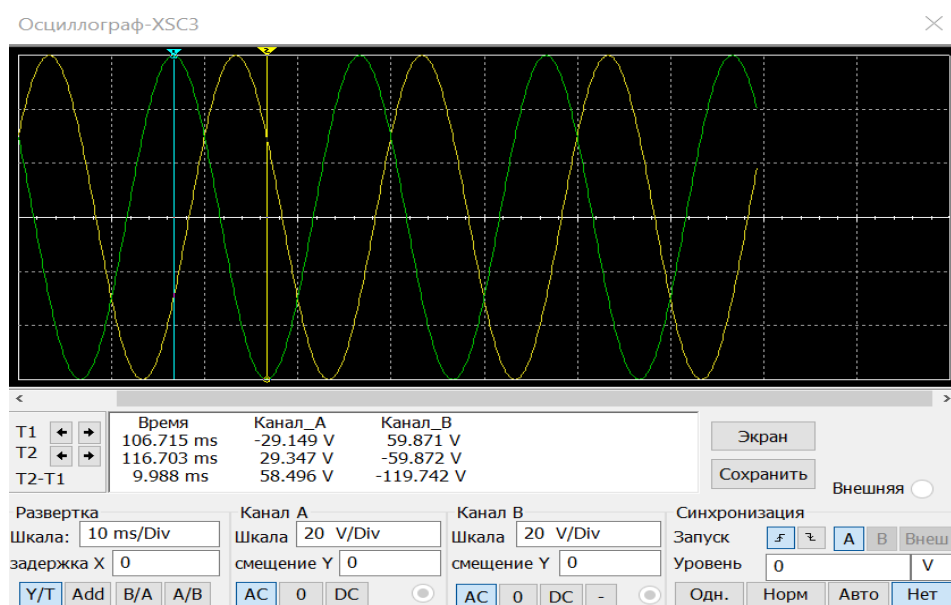 Осциллограф-XSC3
1 2
Время Канал_A Канал_B
T1 106.715 ms -29.149 V 59.871 V
T2 116.703 ms 29.347 V -59.872 V
T2-T1 9.988 ms 58.496 V -119.742 V
Экран
Сохранить
Внешняя
Развертка Канал A Канал B Синхронизация
Шкала: 10 ms/Div Шкала 20 V/Div Шкала 20 V/Div Запуск A B Внеш
задержка X 0 смещение Y 0 смещение Y 0 Уровень 0 V
Y/T Add B/A A/B AC 0 DC AC 0 DC - Одн. Норм Авто Нет